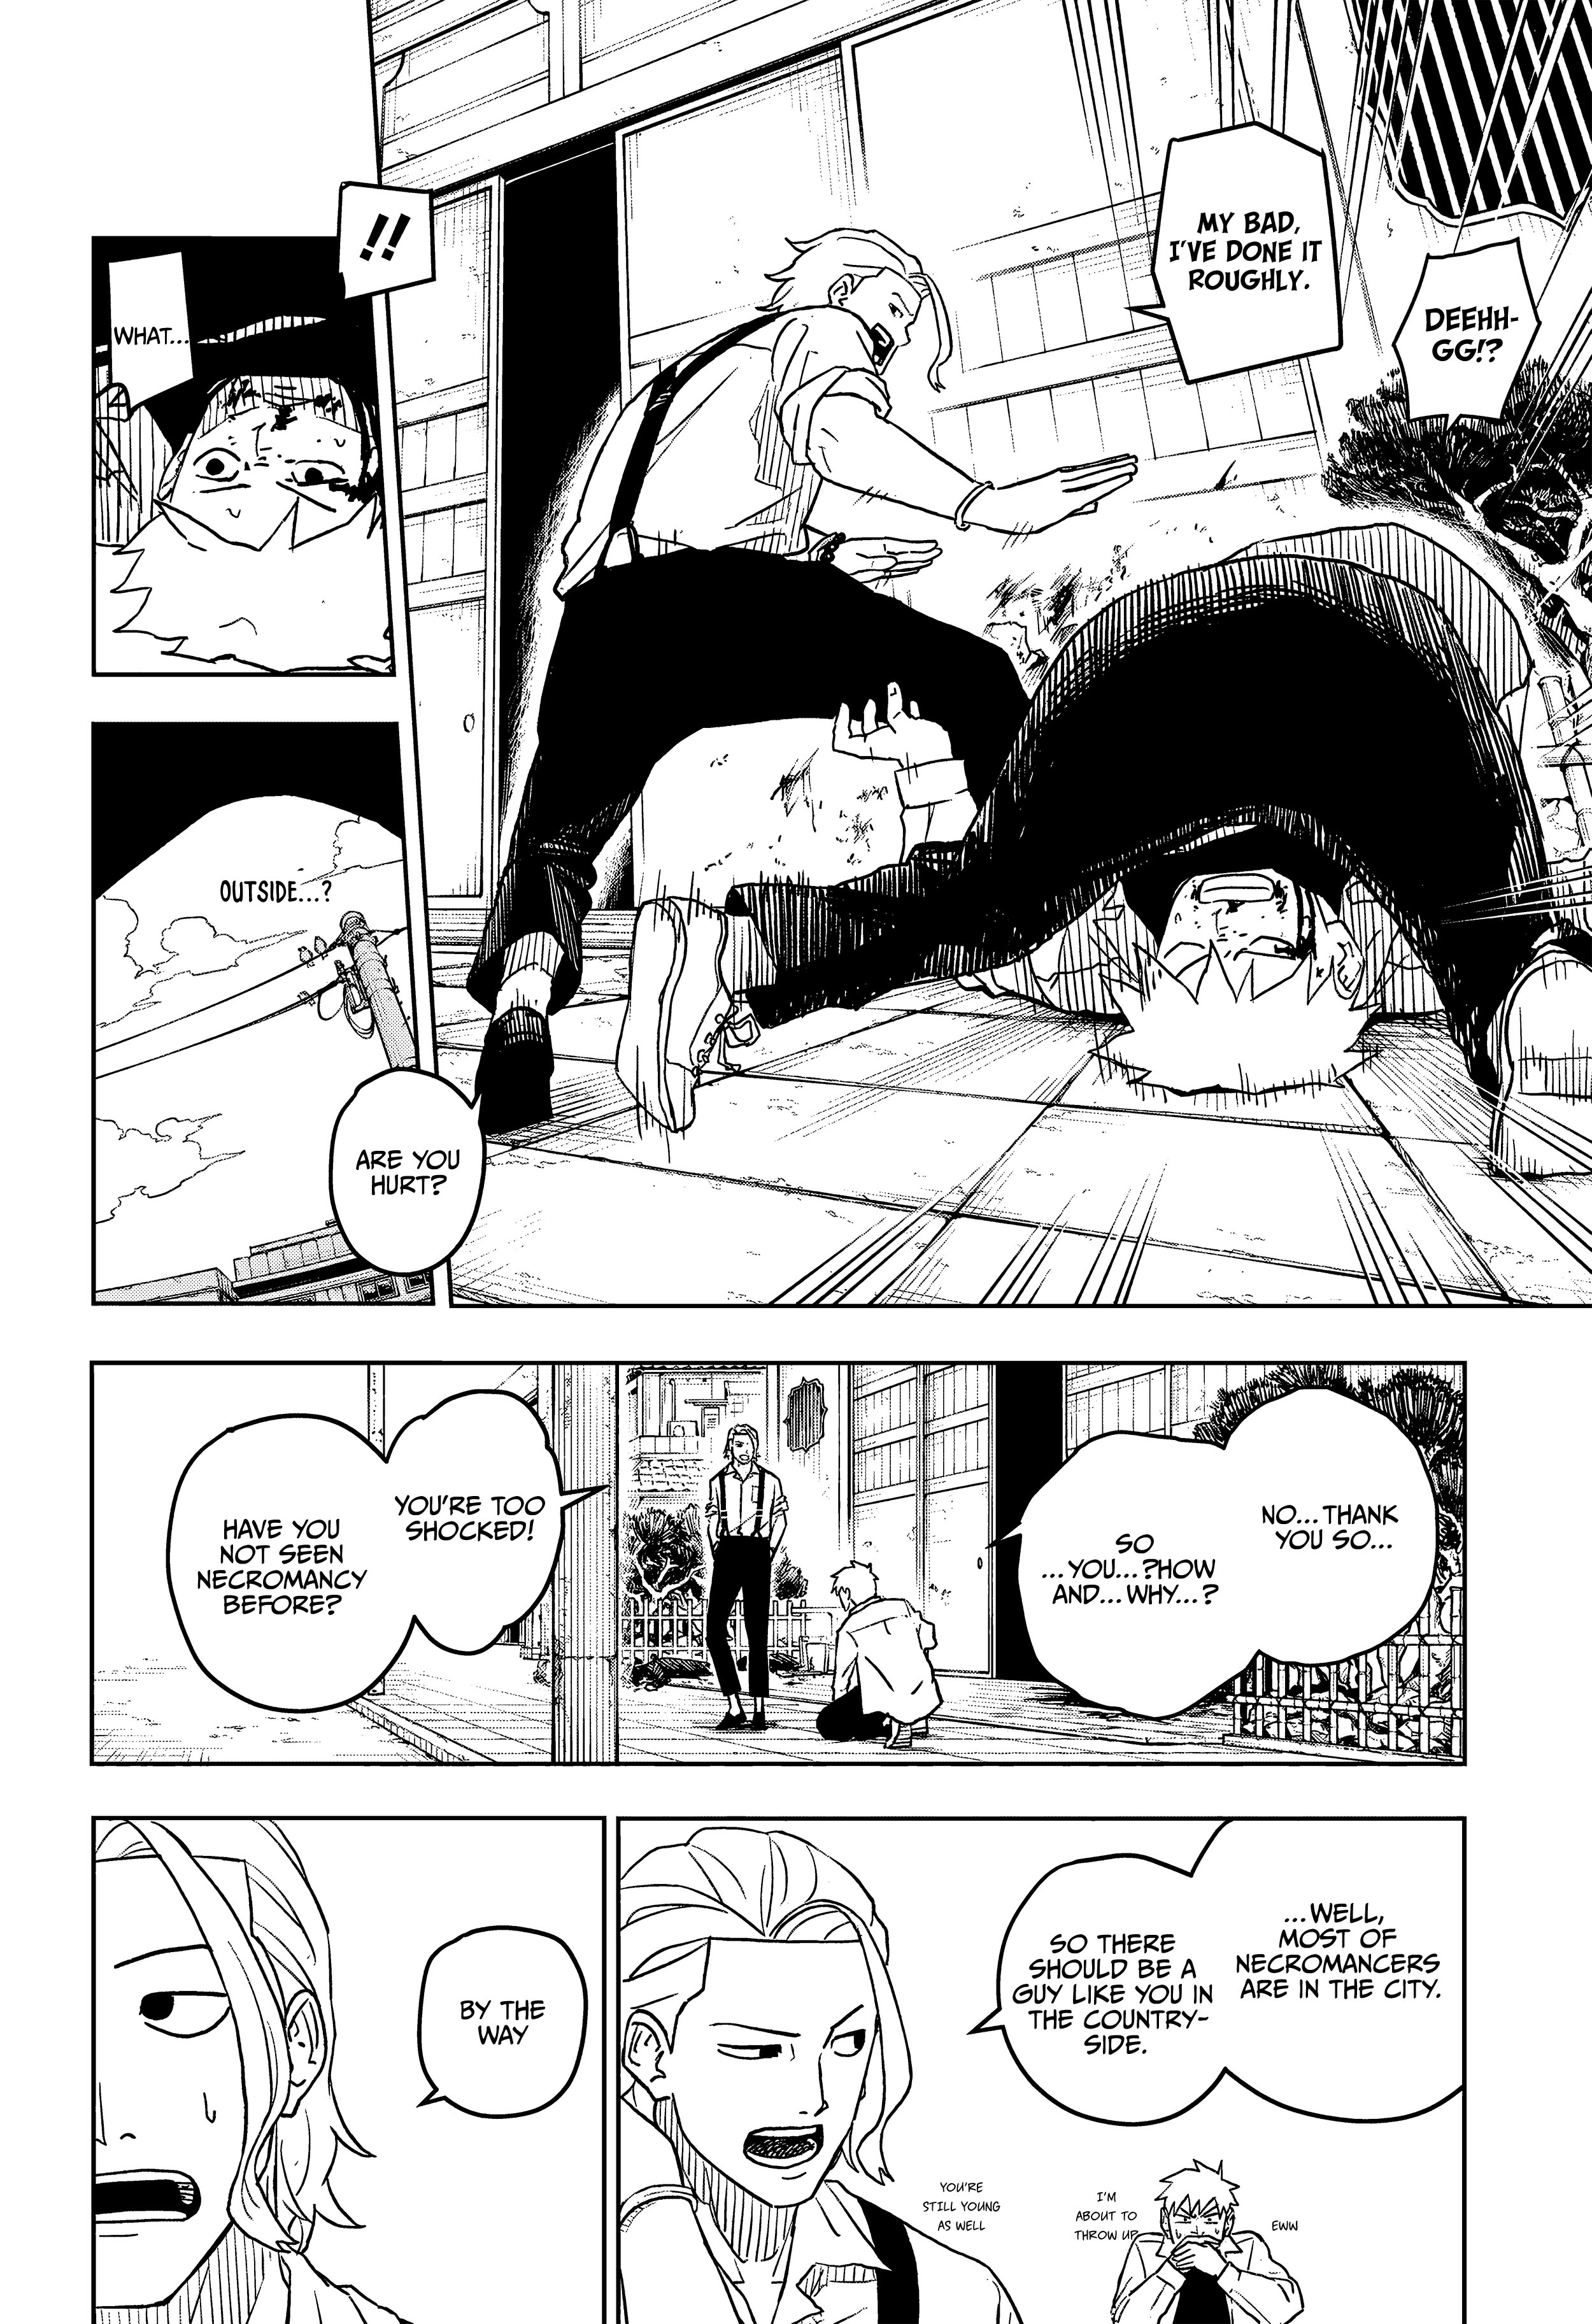 DEEHH-
GG!?
MY BAD,
I'VE DONE IT
ROUGHLY.
!!
WHAT...
OUTSIDE...?
ARE YOU
HURT?
NO...THANK
YOU SO...
SO
...YOU...?HOW
AND...WHY...?
YOU'RE TOO
SHOCKED!
HAVE YOU
NOT SEEN
NECROMANCY
BEFORE?
...WELL,
MOST OF
NECROMANCERS
ARE IN THE CITY.
SO THERE
SHOULD BE A
GUY LIKE YOU IN
THE COUNTRY-
SIDE.
EWW
I'M
ABOUT TO
THROW UP
YOU'RE
STILL YOUNG
AS WELL
BY THE
WAY